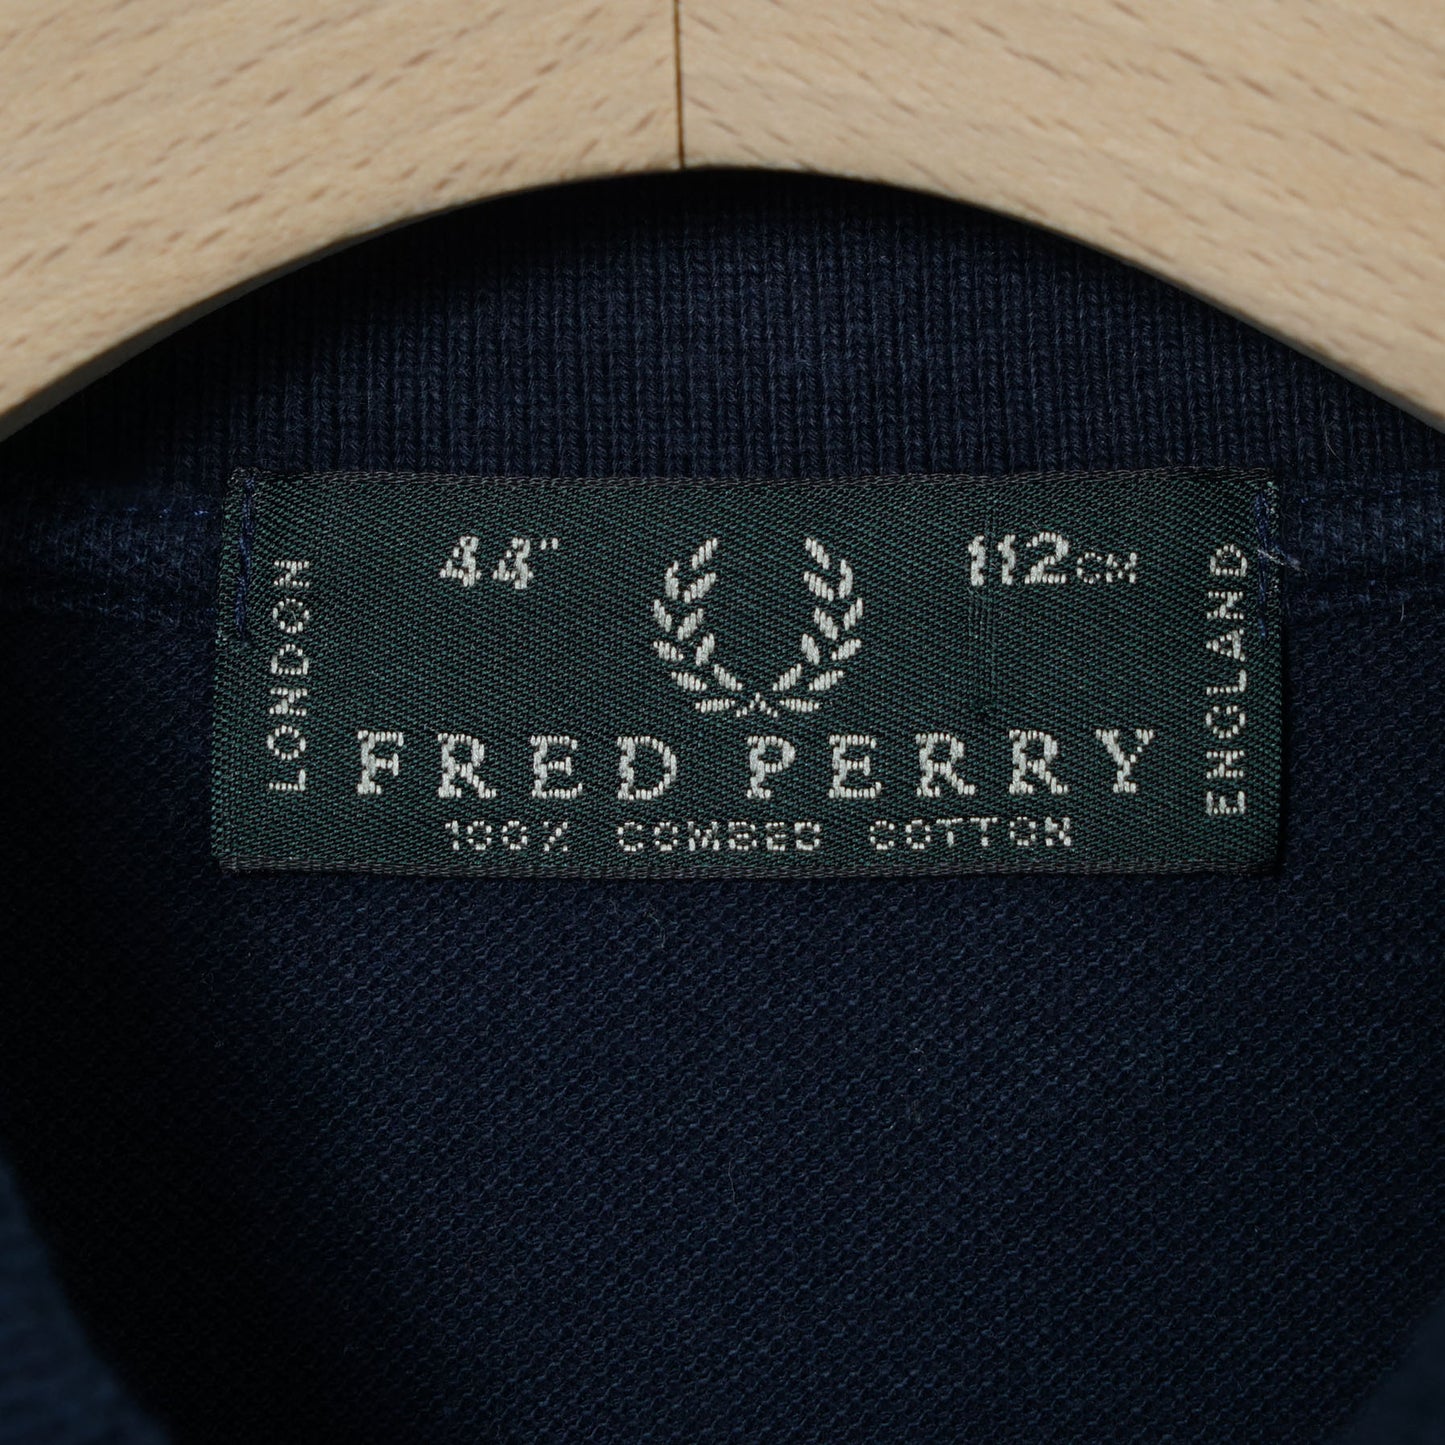 44" 112CM
LONDON
FRED PERRY
100% COMBED COTTON
ENGLAND